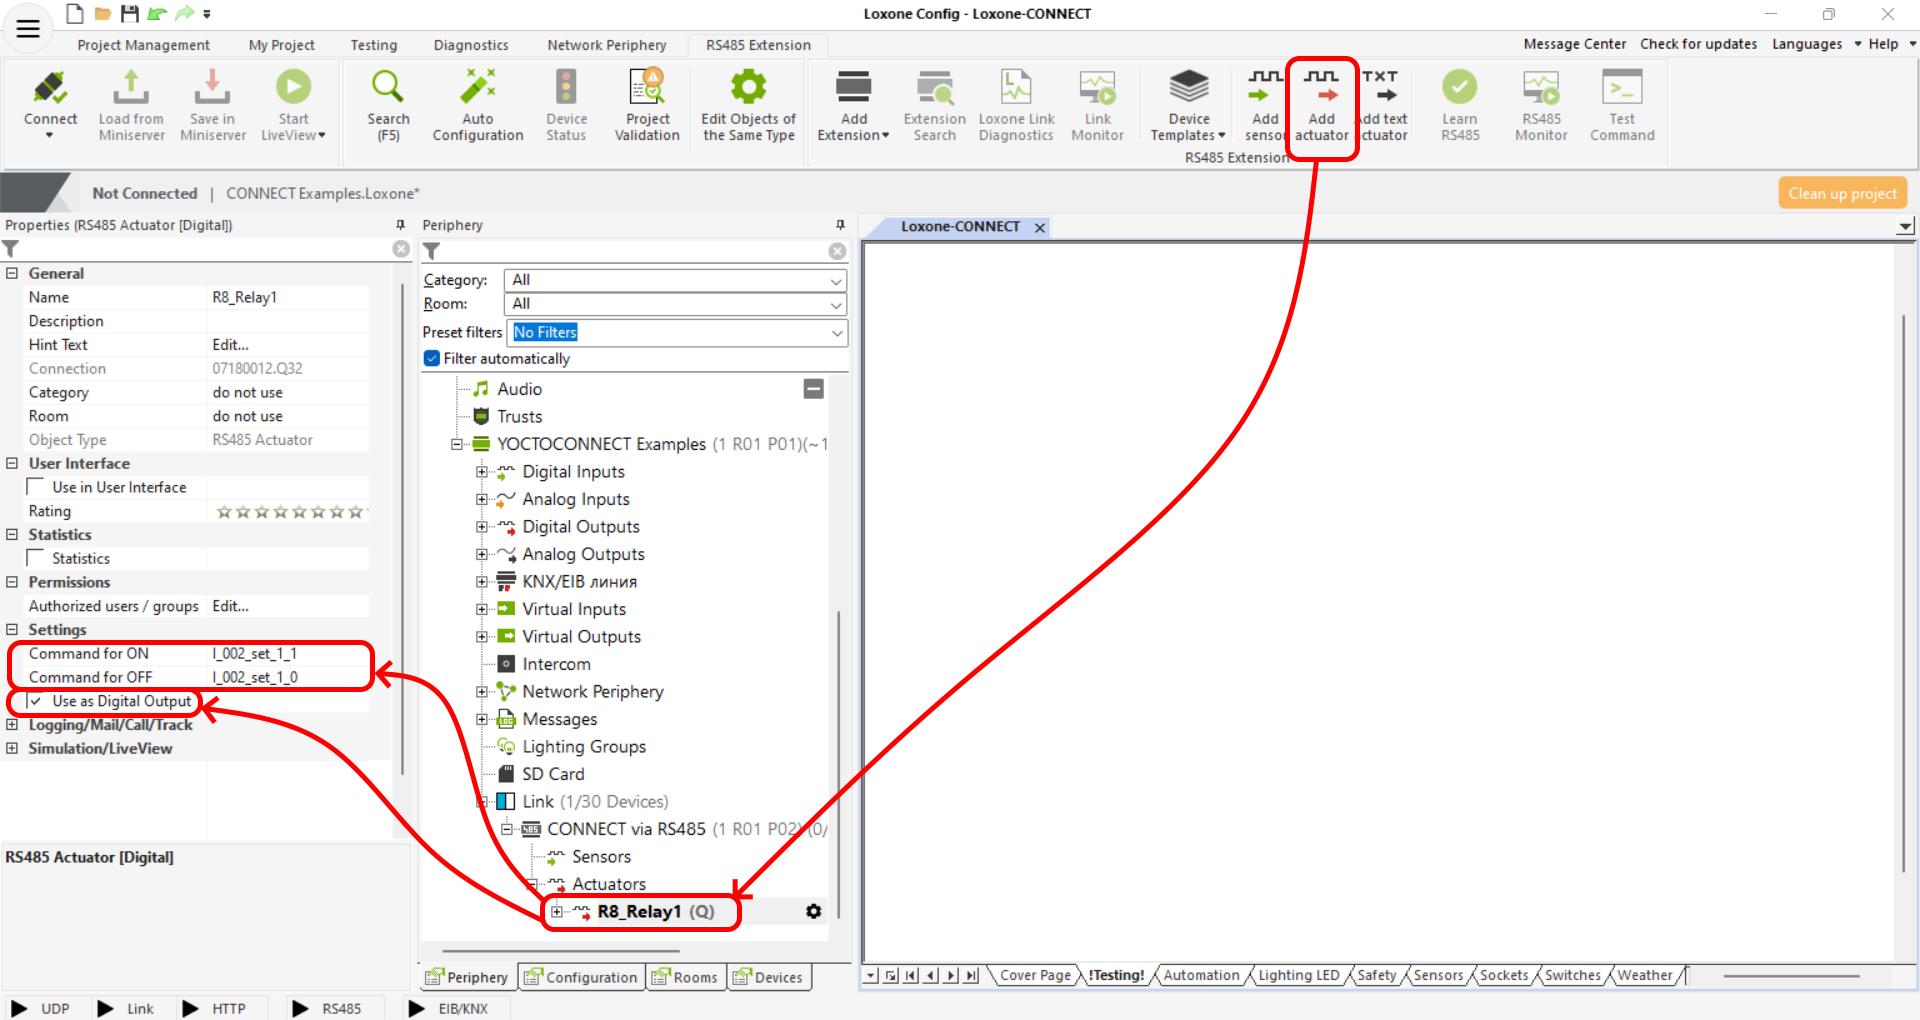 Loxone Config - Loxone-CONNECT
Project Management
My Project
Testing
Diagnostics
Network Periphery
RS485 Extension
Message Center
Check for updates
Languages
Help
Connect
Load from
Miniserver
Save in
Miniserver
Start
LiveView
Search
(F5)
Auto
Configuration
Device
Status
Project
Validation
Edit Objects of
the Same Type
Add
Extension
Extension
Search
Loxone Link
Diagnostics
Link
Monitor
Device
Templates
Add
sensor
Add
actuator
TXT
Add text
actuator
Learn
RS485
RS485
Monitor
Test
Command
RS485 Extension
Not Connected | CONNECT Examples.Loxone*
Clean up project
Properties (RS485 Actuator [Digital])
General
Name R8_Relay1
Description
Hint Text Edit...
Connection 07180012.Q32
Category do not use
Room do not use
Object Type RS485 Actuator
User Interface
Use in User Interface
Rating
Statistics
Statistics
Permissions
Authorized users / groups Edit...
Settings
Command for ON l_002_set_1_1
Command for OFF l_002_set_1_0
Use as Digital Output
Logging/Mail/Call/Track
Simulation/LiveView
RS485 Actuator [Digital]
Periphery
Category: All
Room: All
Preset filters No Filters
Filter automatically
Audio
Trusts
YOCTOCONNECT Examples (1 R01 P01)(~1
Digital Inputs
Analog Inputs
Digital Outputs
Analog Outputs
KNX/EIB линия
Virtual Inputs
Virtual Outputs
Intercom
Network Periphery
Messages
Lighting Groups
SD Card
Link (1/30 Devices)
CONNECT via RS485 (1 R01 P02) (0/
Sensors
Actuators
R8_Relay1 (Q)
Periphery
Configuration
Rooms
Devices
Loxone-CONNECT
Cover Page
!Testing!
Automation
Lighting LED
Safety
Sensors
Sockets
Switches
Weather
UDP
Link
HTTP
RS485
EIB/KNX